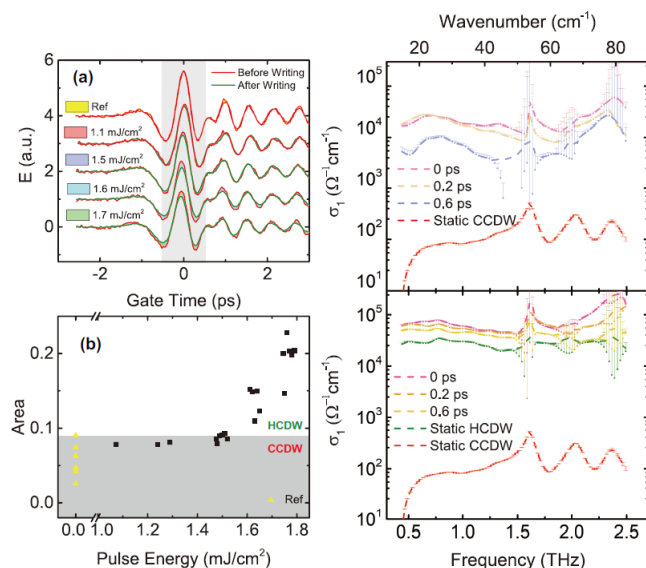 (a)
Before Writing
After Writing
Ref
1.1 mJ/cm²
1.5 mJ/cm²
1.6 mJ/cm²
1.7 mJ/cm²
E (a.u.)
6
4
2
0
-2
0
2
Gate Time (ps)
(b)
Area
0.2
0.1
0.0
HCDW
CCDW
Ref
0.0
1.0
1.2
1.4
1.6
1.8
Pulse Energy (mJ/cm²)
Wavenumber (cm⁻¹)
20
40
60
80
σ₁ (Ω⁻¹cm⁻¹)
10⁵
10⁴
10³
10²
10¹
0 ps
0.2 ps
0,6 ps
Static CCDW
σ₁ (Ω⁻¹cm⁻¹)
10⁵
10⁴
10³
10²
10¹
0 ps
0.2 ps
0.6 ps
Static HCDW
Static CCDW
0.5
1.0
1.5
2.0
2.5
Frequency (THz)